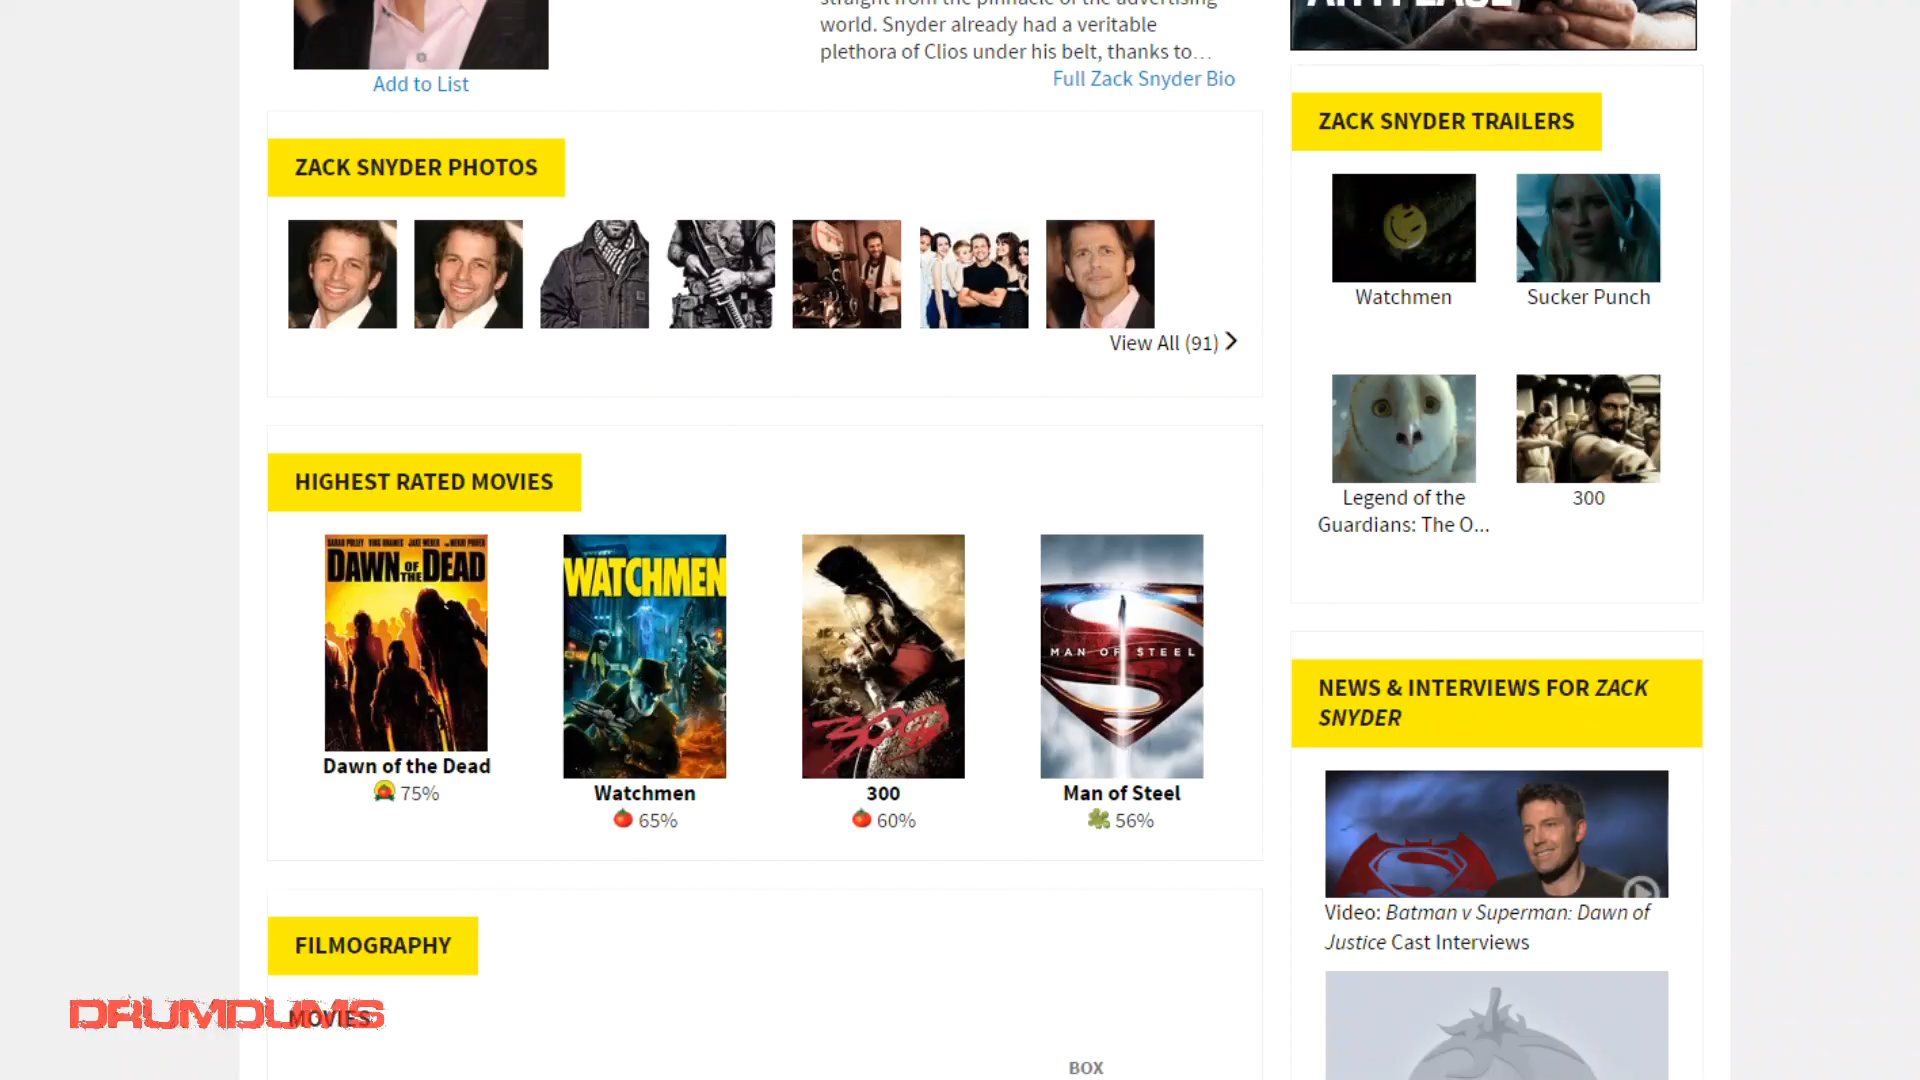 world. Snyder already had a veritable
plethora of Clios under his belt, thanks to...
Full Zack Snyder Bio
Add to List
ZACK SNYDER PHOTOS
View All (91)
HIGHEST RATED MOVIES
DAWN OF THE DEAD
WATCHMEN
300
MAN OF STEEL
Dawn of the Dead
75%
Watchmen
65%
300
60%
Man of Steel
56%
FILMOGRAPHY
MOVIES
DRUMDUMS
BOX
ZACK SNYDER TRAILERS
Watchmen
Sucker Punch
Legend of the
Guardians: The O...
300
NEWS & INTERVIEWS FOR ZACK
SNYDER
Video: Batman v Superman: Dawn of
Justice Cast Interviews